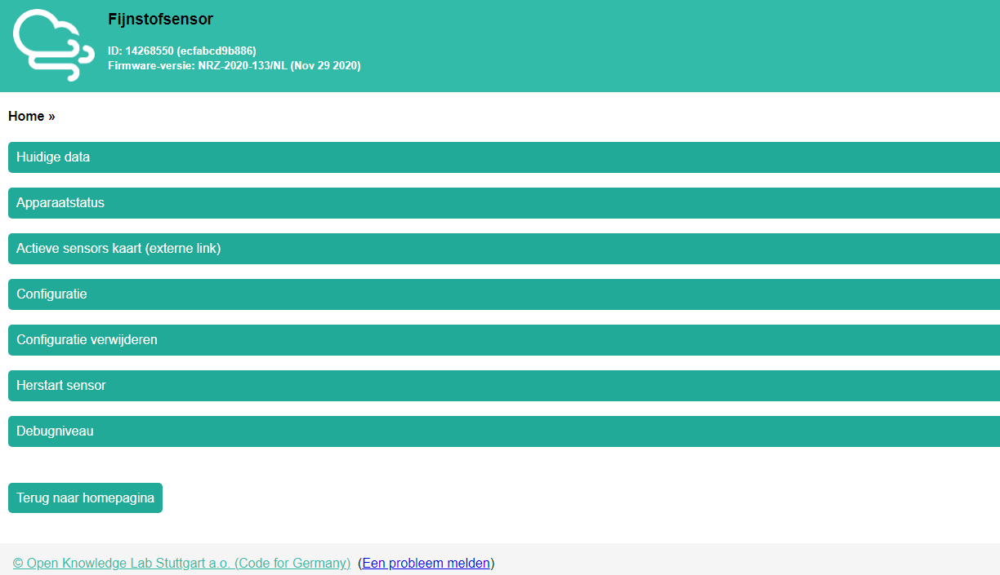 Fijnstofsensor
ID: 14268550 (ecfabcd9b886)
Firmware-versie: NRZ-2020-133/NL (Nov 29 2020)
Home »
Huidige data
Apparaatstatus
Actieve sensors kaart (externe link)
Configuratie
Configuratie verwijderen
Herstart sensor
Debugniveau
Terug naar homepagina
© Open Knowledge Lab Stuttgart a.o. (Code for Germany) (Een probleem melden)